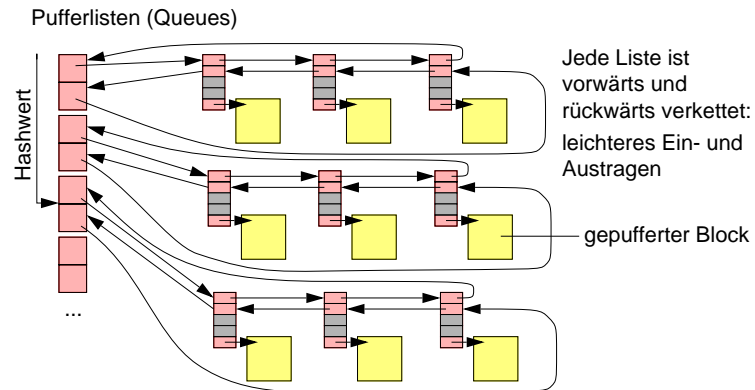 Pufferlisten (Queues)
Hashwert
Jede Liste ist
vorwärts und
rückwärts verkettet:
leichteres Ein- und
Austragen
gepufferter Block
...